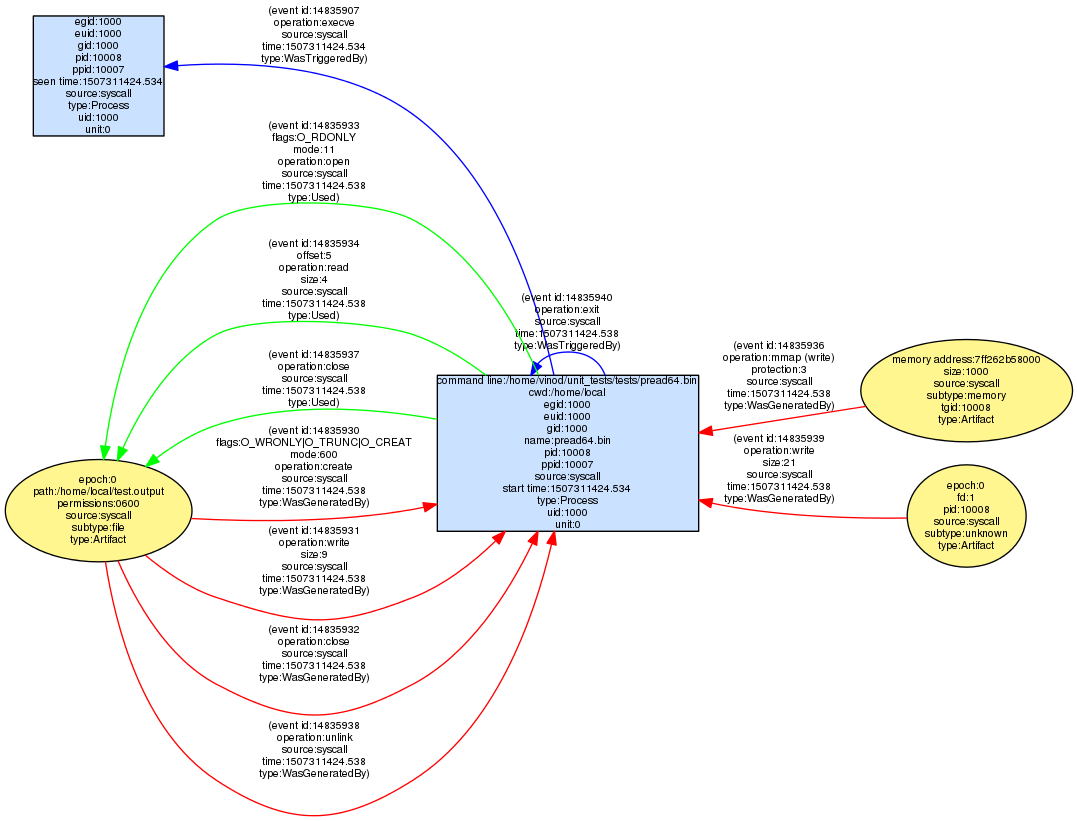 egid:1000
euid:1000
gid:1000
pid:10008
ppid:10007
seen time:1507311424.534
source:syscall
type:Process
uid:1000
unit:0
(event id:14835907
operation:execve
source:syscall
time:1507311424.534
type:WasTriggeredBy)
(event id:14835933
flags:O_RDONLY
mode:11
operation:open
source:syscall
time:1507311424.538
type:Used)
(event id:14835934
offset:5
operation:read
size:4
source:syscall
time:1507311424.538
type:Used)
(event id:14835937
operation:close
source:syscall
time:1507311424.538
type:Used)
(event id:14835930
flags:O_WRONLY|O_TRUNC|O_CREAT
mode:600
operation:create
source:syscall
time:1507311424.538
type:WasGeneratedBy)
(event id:14835931
operation:write
size:9
source:syscall
time:1507311424.538
type:WasGeneratedBy)
(event id:14835932
operation:close
source:syscall
time:1507311424.538
type:WasGeneratedBy)
(event id:14835938
operation:unlink
source:syscall
time:1507311424.538
type:WasGeneratedBy)
epoch:0
path:/home/local/test.output
permissions:0600
source:syscall
subtype:file
type:Artifact
(event id:14835940
operation:exit
source:syscall
time:1507311424.538
type:WasTriggeredBy)
command line:/home/vinod/unit_tests/tests/pread64.bin
cwd:/home/local
egid:1000
euid:1000
gid:1000
name:pread64.bin
pid:10008
ppid:10007
source:syscall
start time:1507311424.534
type:Process
uid:1000
unit:0
(event id:14835936
operation:mmap (write)
protection:3
source:syscall
time:1507311424.538
type:WasGeneratedBy)
(event id:14835939
operation:write
size:21
source:syscall
time:1507311424.538
type:WasGeneratedBy)
memory address:7ff262b58000
size:1000
source:syscall
subtype:memory
tgid:10008
type:Artifact
epoch:0
fd:1
pid:10008
source:syscall
subtype:unknown
type:Artifact